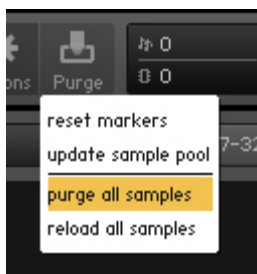 ons Purge
0
0
reset markers
update sample pool
7-32
purge all samples
reload all samples